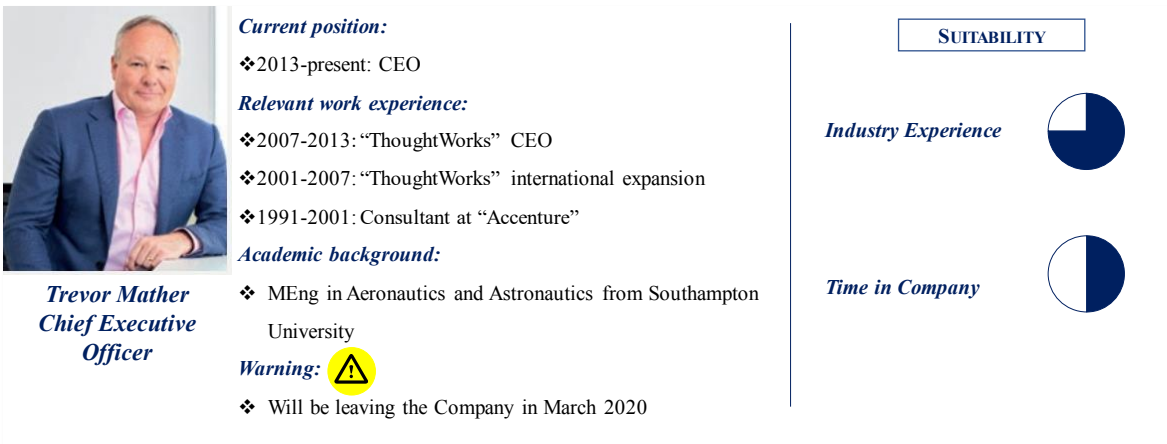 Current position:
❖2013-present: CEO
Relevant work experience:
❖2007-2013: “ThoughtWorks” CEO
❖2001-2007: “ThoughtWorks” international expansion
❖1991-2001: Consultant at “Accenture”
Academic background:
❖ MEng in Aeronautics and Astronautics from Southampton
University
Warning:
❖ Will be leaving the Company in March 2020
Trevor Mather
Chief Executive
Officer
SUITABILITY
Industry Experience
Time in Company